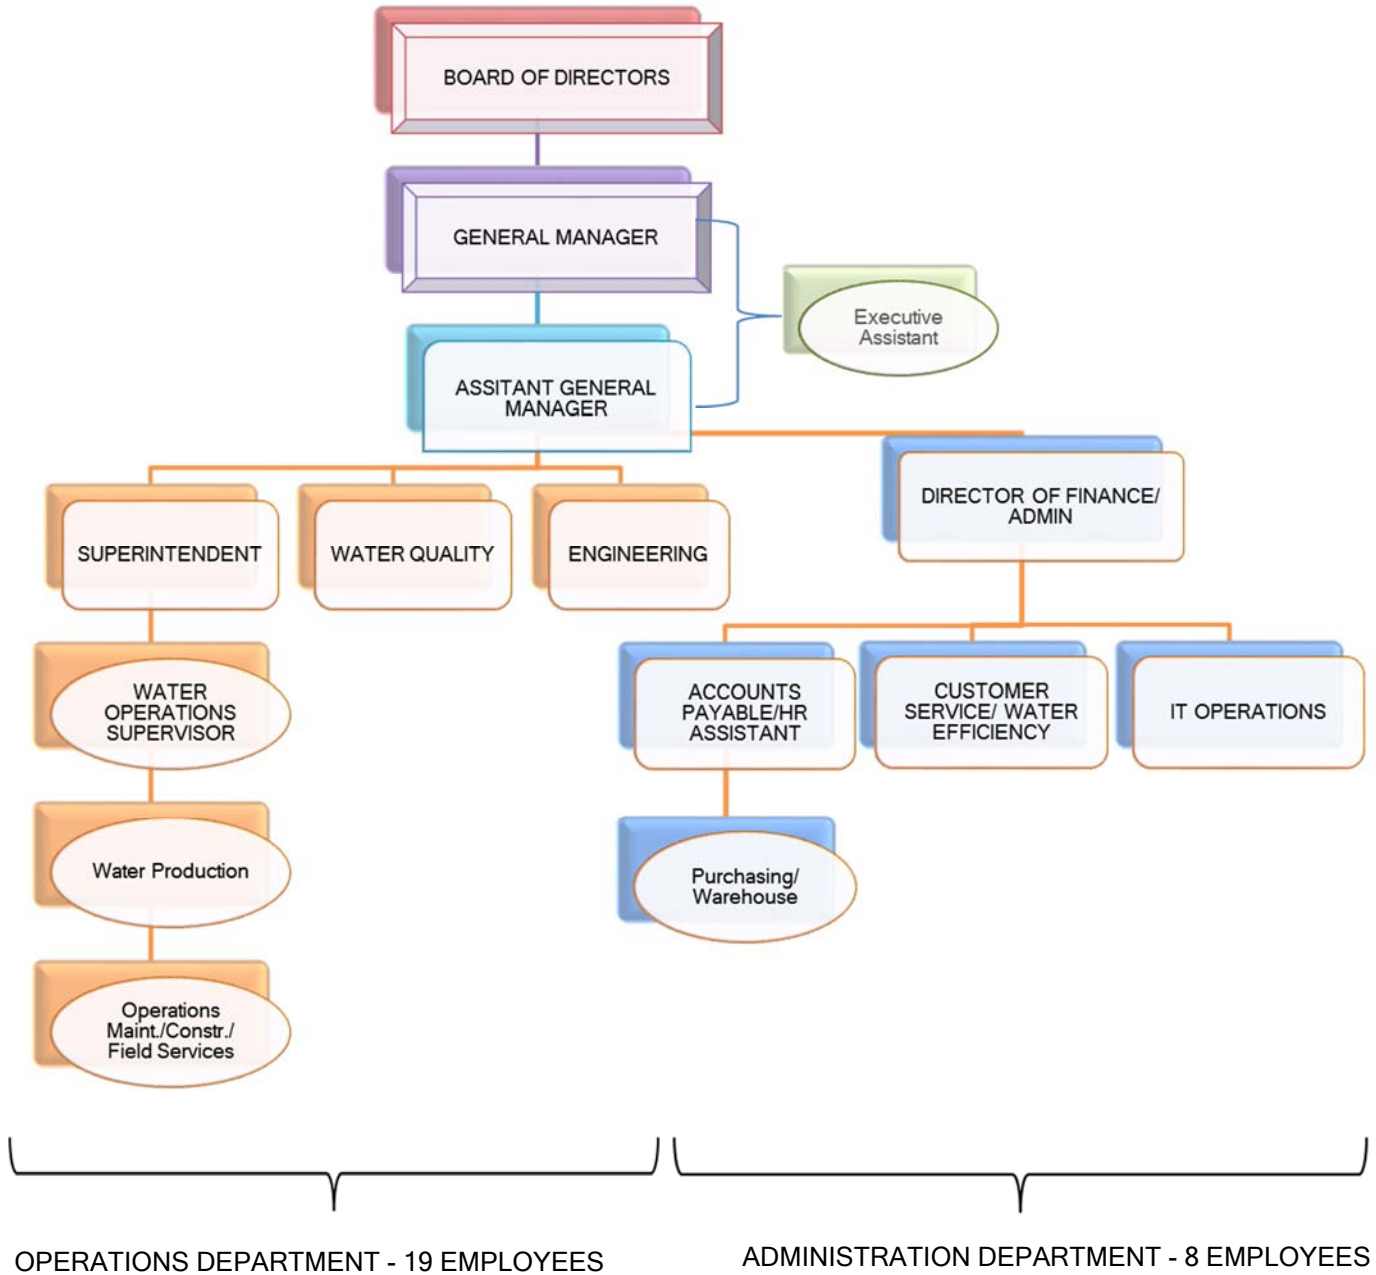 BOARD OF DIRECTORS
GENERAL MANAGER
Executive
Assistant
ASSITANT GENERAL
MANAGER
DIRECTOR OF FINANCE/
ADMIN
SUPERINTENDENT
WATER QUALITY
ENGINEERING
WATER
OPERATIONS
SUPERVISOR
ACCOUNTS
PAYABLE/HR
ASSISTANT
CUSTOMER
SERVICE/ WATER
EFFICIENCY
IT OPERATIONS
Water Production
Purchasing/
Warehouse
Operations
Maint./Constr./
Field Services
OPERATIONS DEPARTMENT - 19 EMPLOYEES
ADMINISTRATION DEPARTMENT - 8 EMPLOYEES